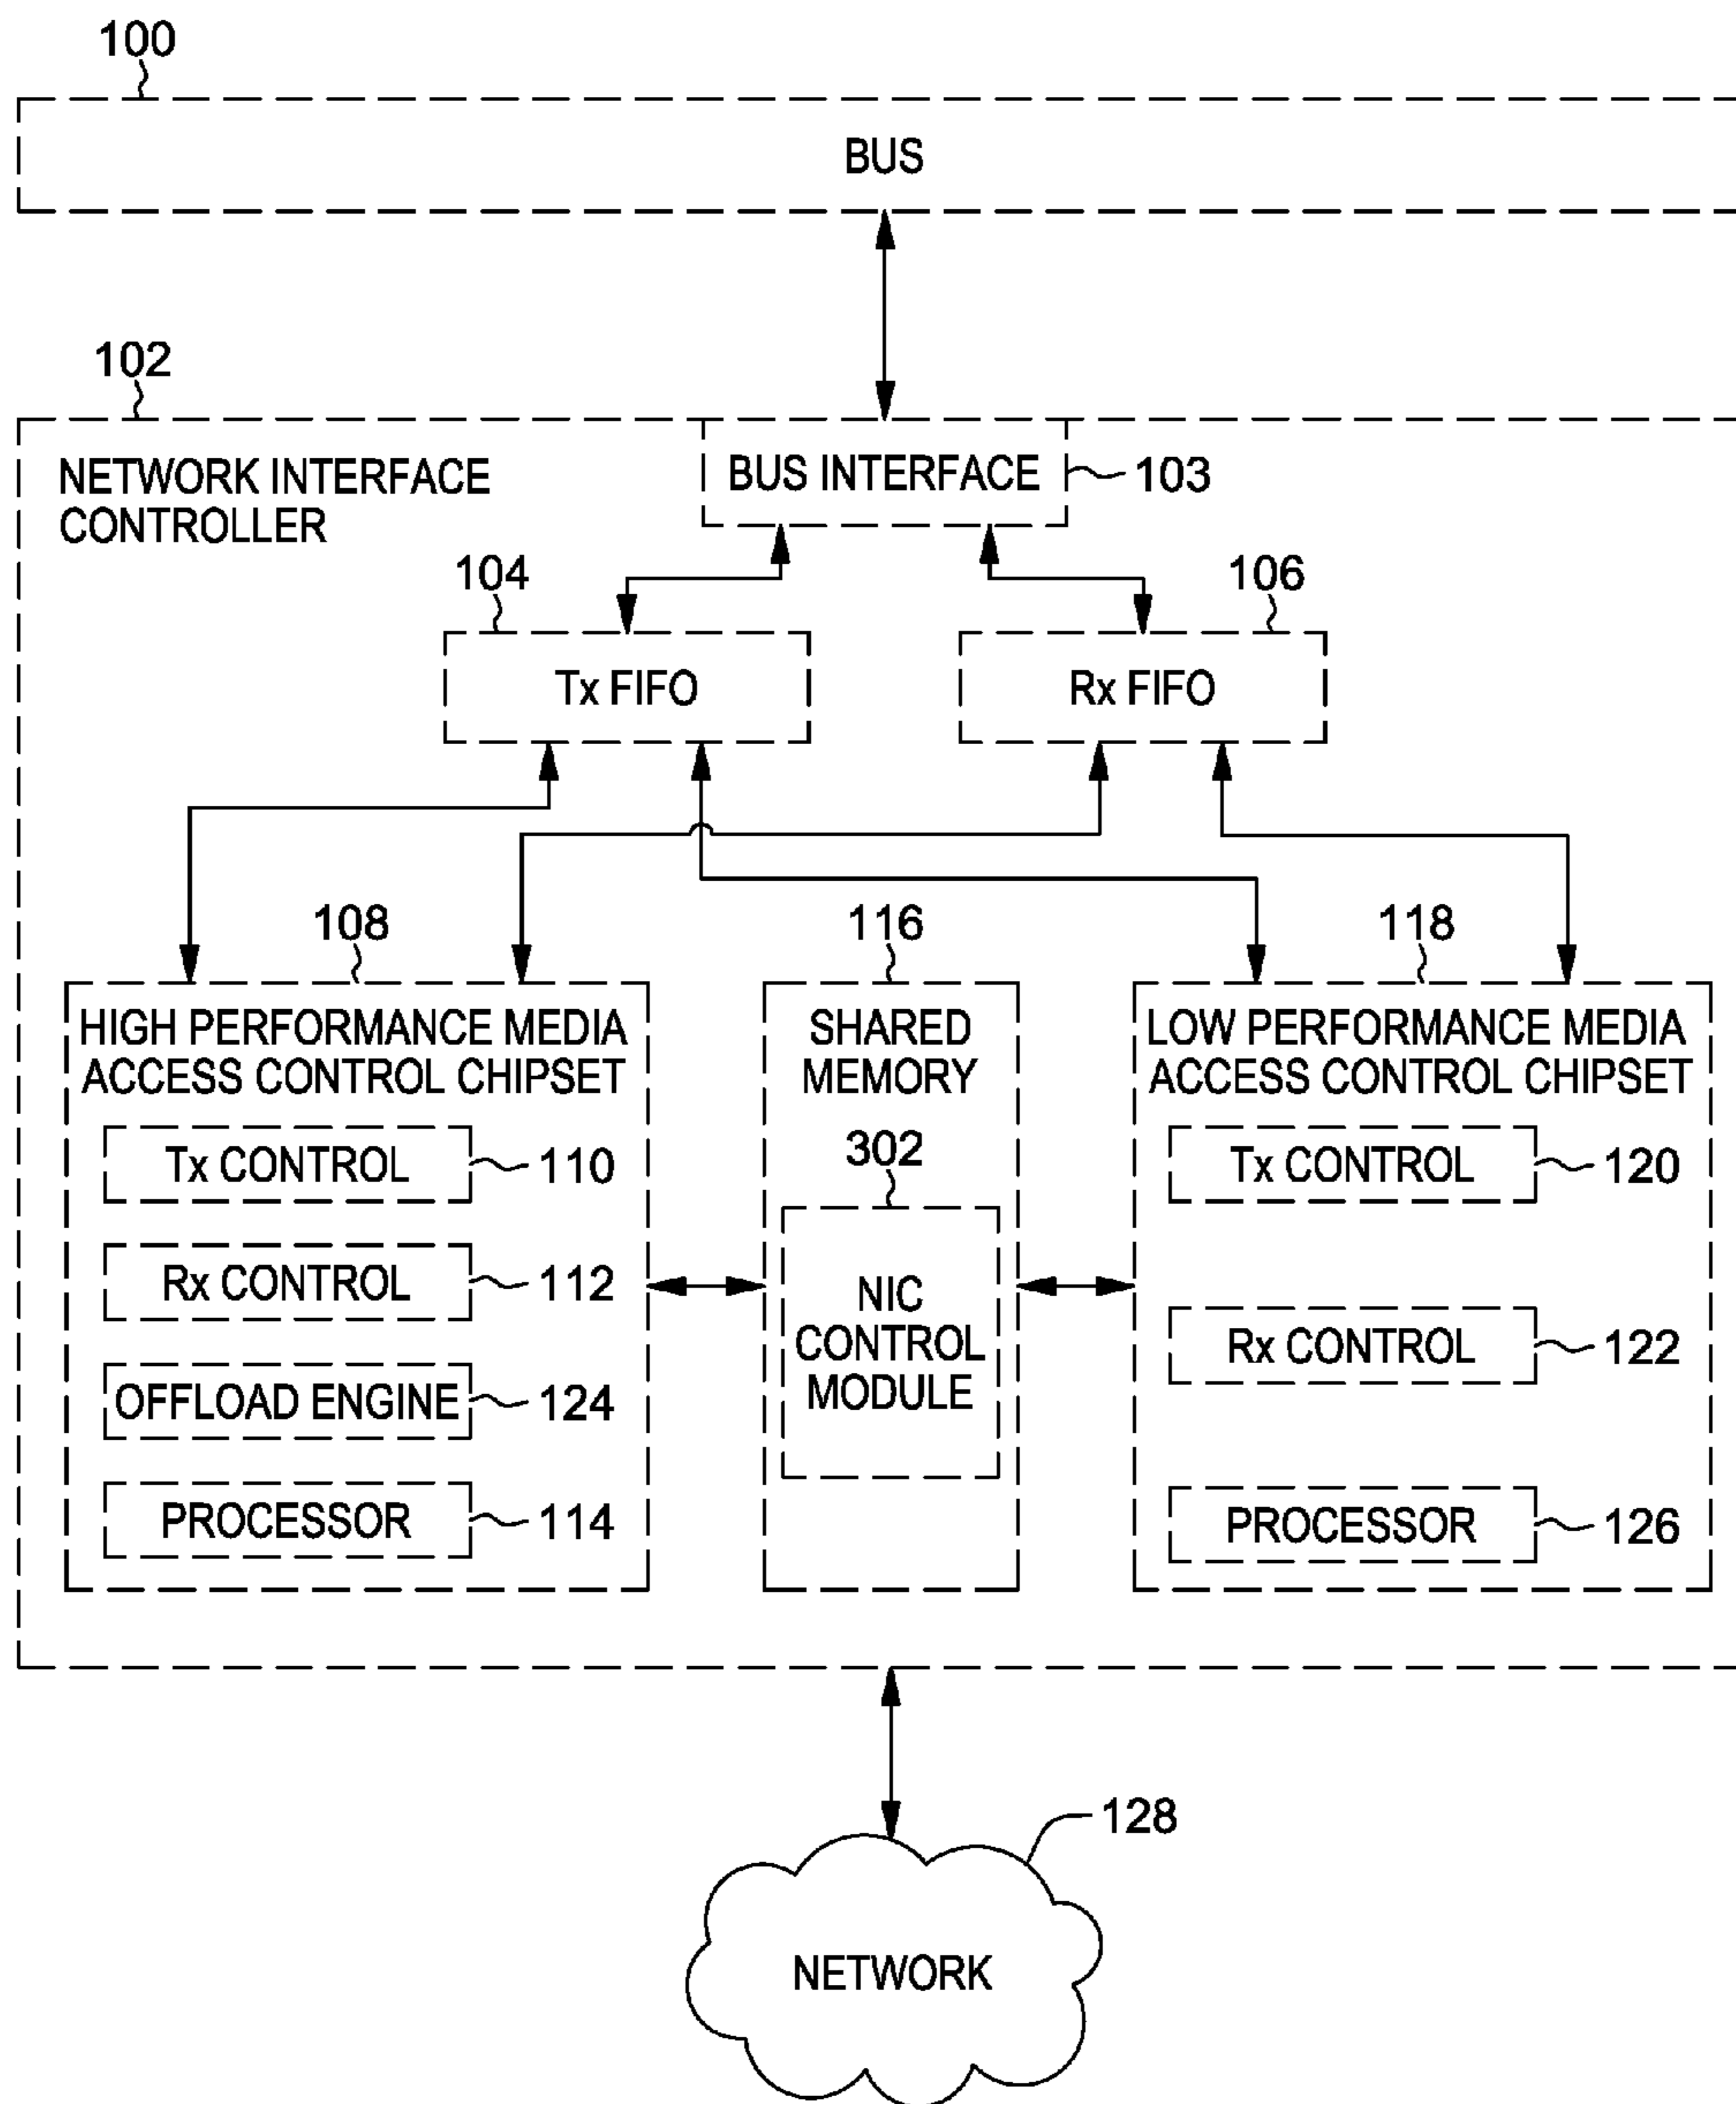 100
BUS
102
NETWORK INTERFACE
CONTROLLER
BUS INTERFACE
103
104
106
Tx FIFO
Rx FIFO
108
116
118
HIGH PERFORMANCE MEDIA
ACCESS CONTROL CHIPSET
Tx CONTROL
110
Rx CONTROL
112
OFFLOAD ENGINE
124
PROCESSOR
114
SHARED
MEMORY
302
NIC
CONTROL
MODULE
LOW PERFORMANCE MEDIA
ACCESS CONTROL CHIPSET
Tx CONTROL
120
Rx CONTROL
122
PROCESSOR
126
128
NETWORK